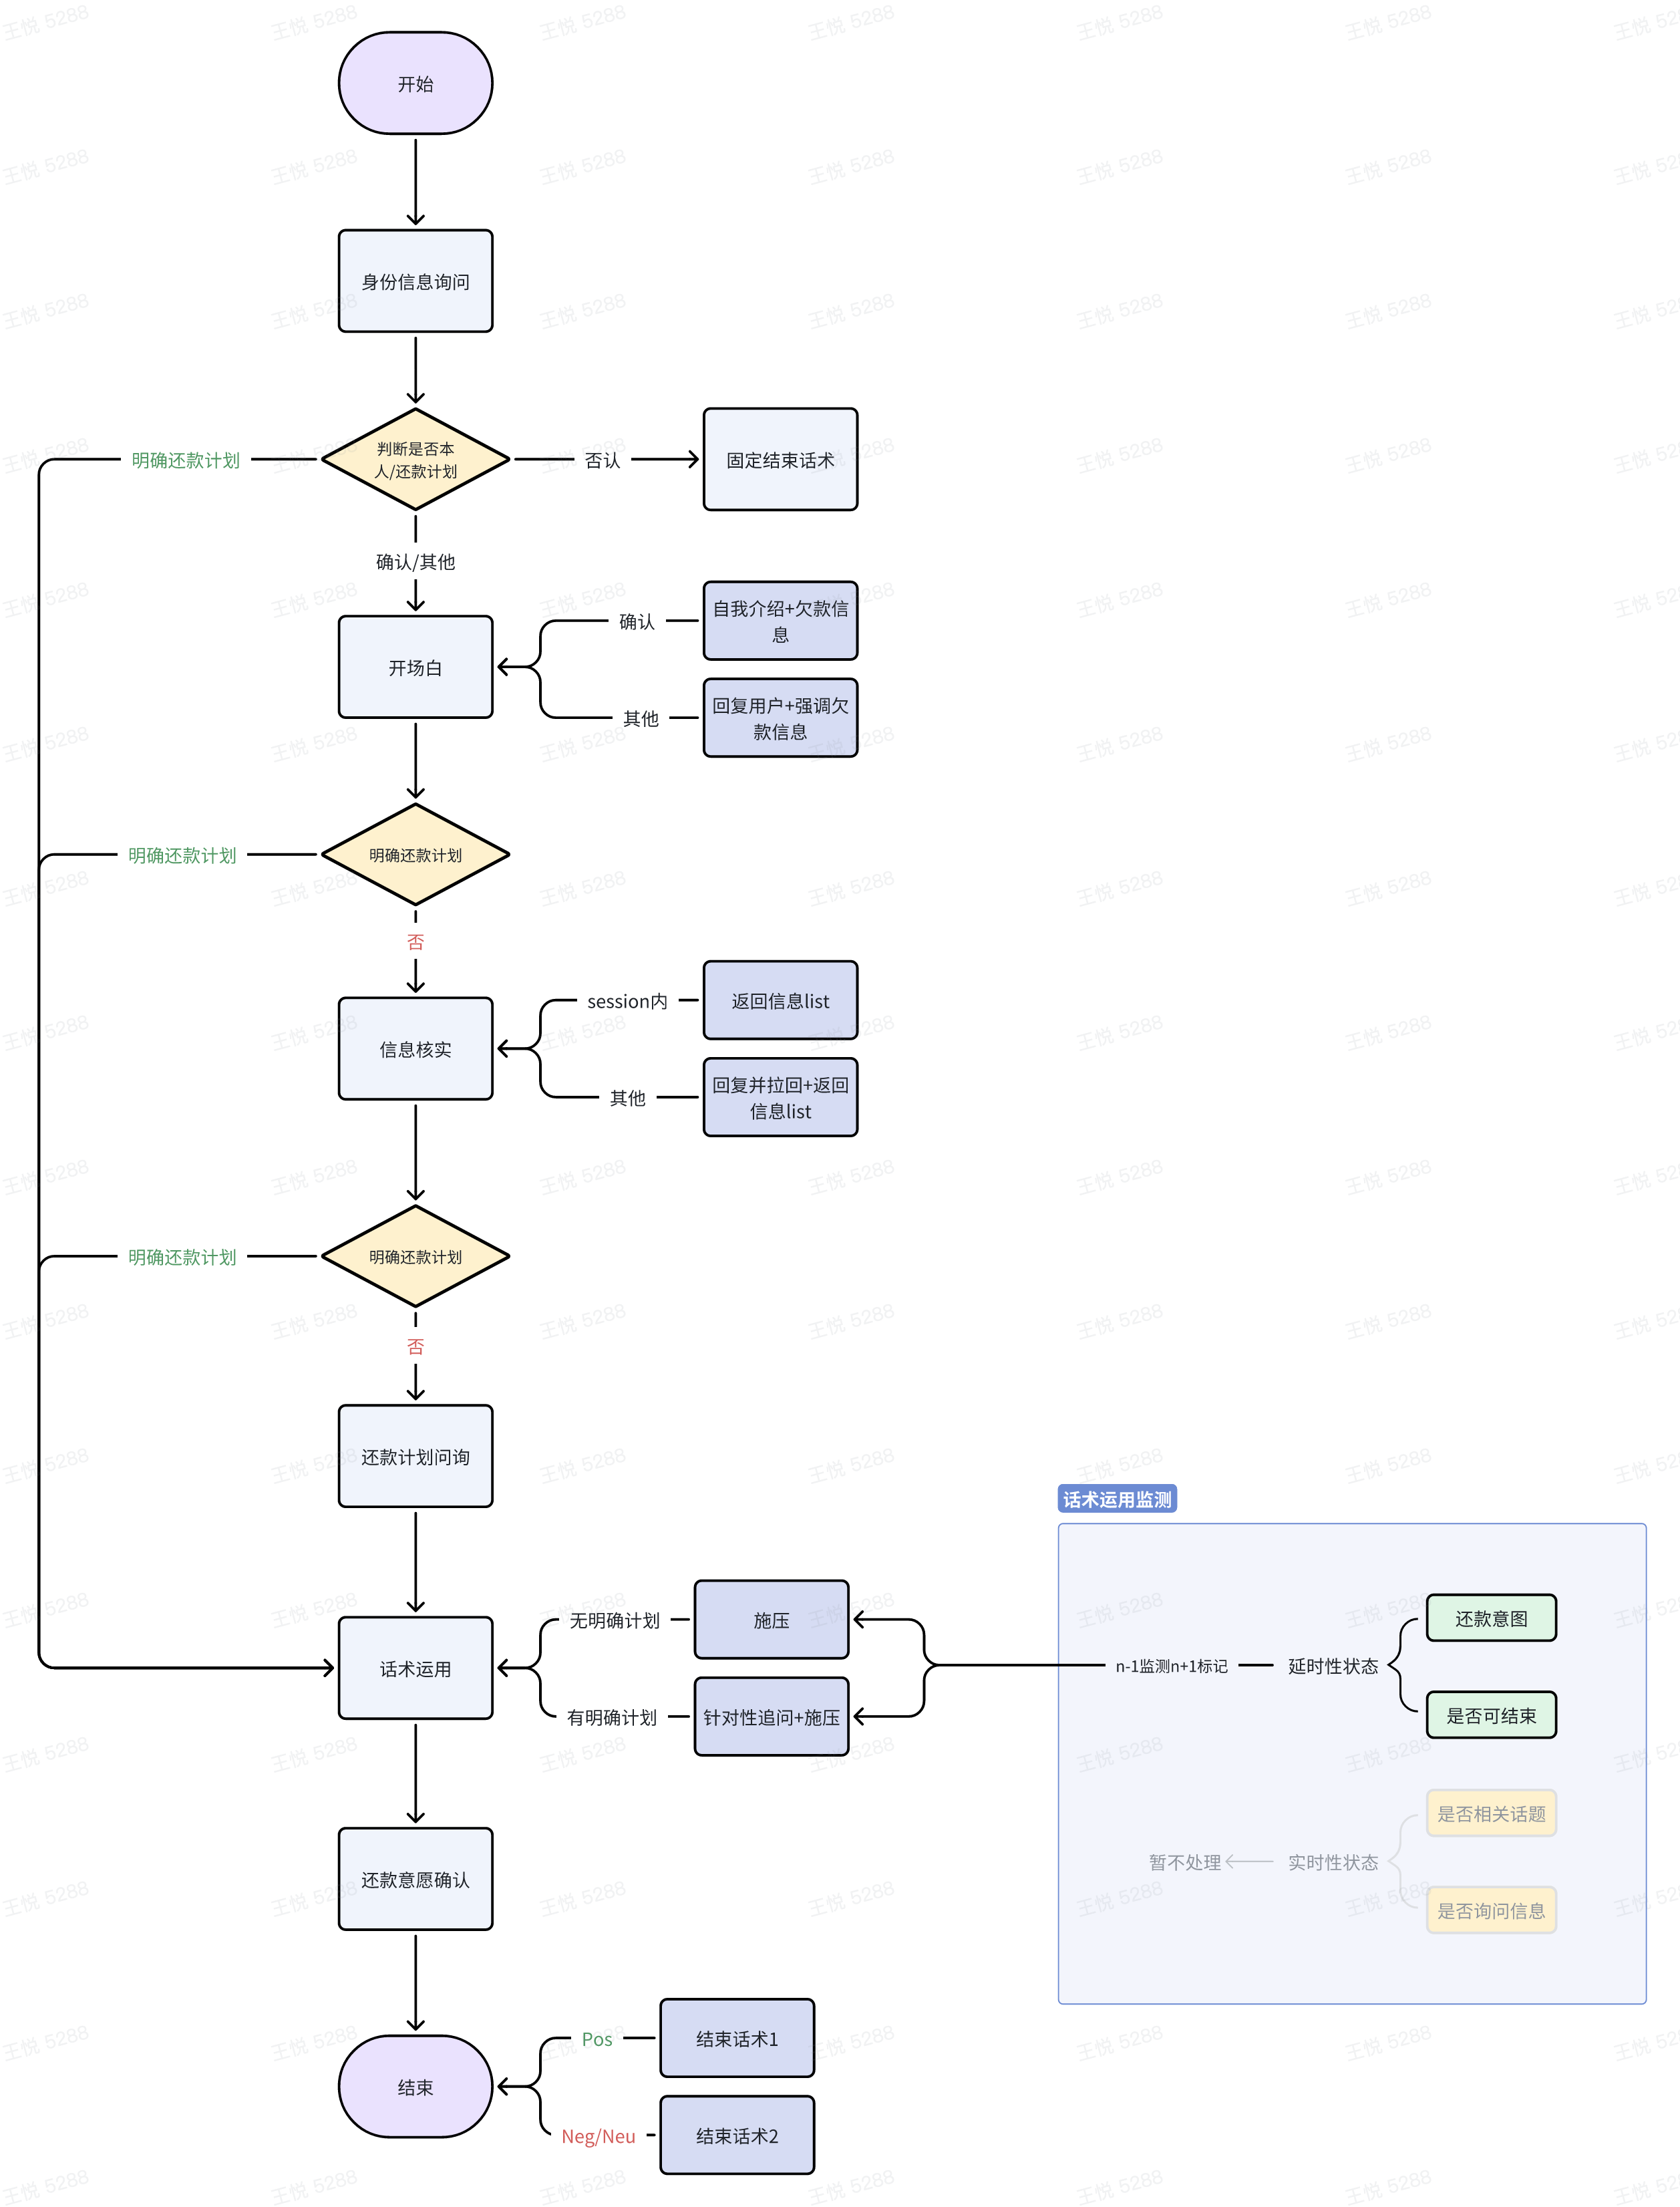 开始
身份信息询问
判断是否本
人/还款计划
明确还款计划
否认
固定结束话术
确认/其他
开场白
确认
自我介绍+欠款信
息
其他
回复用户+强调欠
款信息
明确还款计划
明确还款计划
否
信息核实
session内
返回信息list
其他
回复并拉回+返回
信息list
明确还款计划
明确还款计划
否
还款计划问询
话术运用
无明确计划
施压
有明确计划
针对性追问+施压
话术运用监测
n-1监测n+1标记
延时性状态
还款意图
是否可结束
暂不处理
实时性状态
是否相关话题
是否询问信息
还款意愿确认
结束
Pos
结束话术1
Neg/Neu
结束话术2
王悦 5288